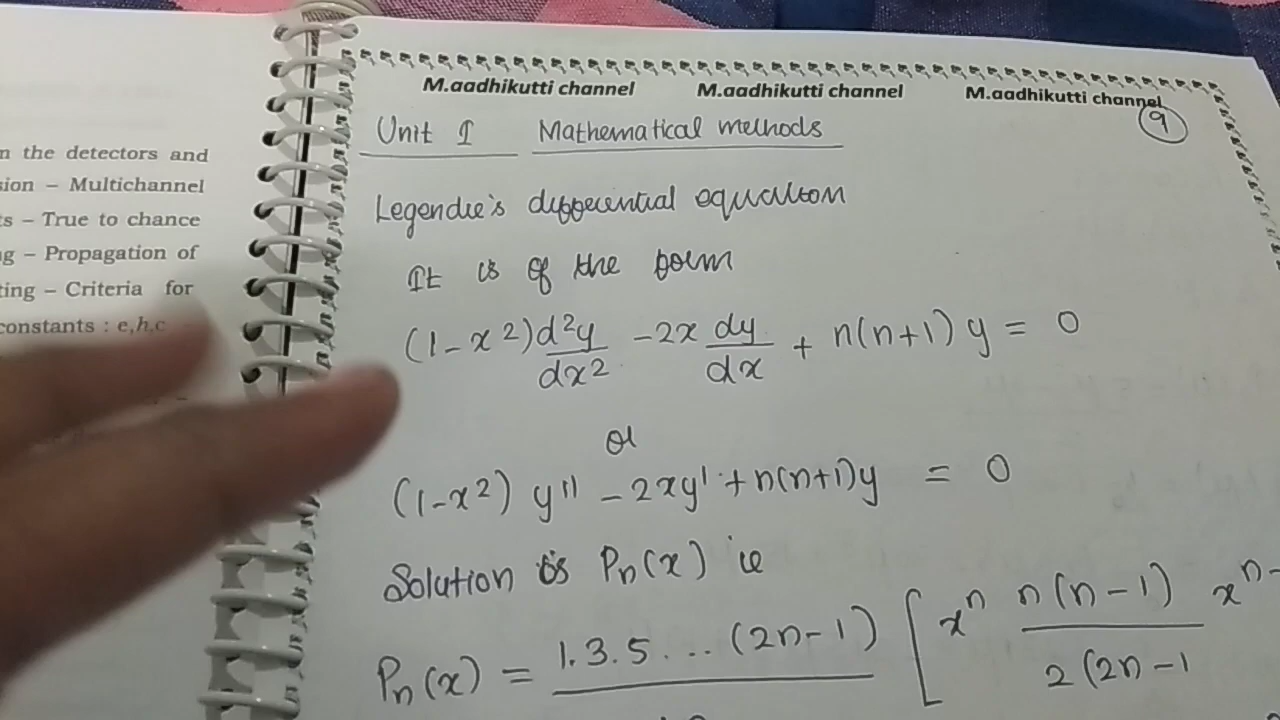 n the detectors and
sion – Multichannel
ts – True to chance
g – Propagation of
ting – Criteria for
constants : e,h,c
M.aadhikutti channel M.aadhikutti channel M.aadhikutti channel
9
Unit I Mathematical methods
Legendre's differential equation
It is of the form
(1-x²) d²y/dx² - 2x dy/dx + n(n+1) y = 0
or
(1-x²) y'' - 2xy' + n(n+1)y = 0
Solution is Pn(x) ie
Pn(x) = 1.3.5... (2n-1) [ x^n n(n-1) / 2(2n-1 x^n-